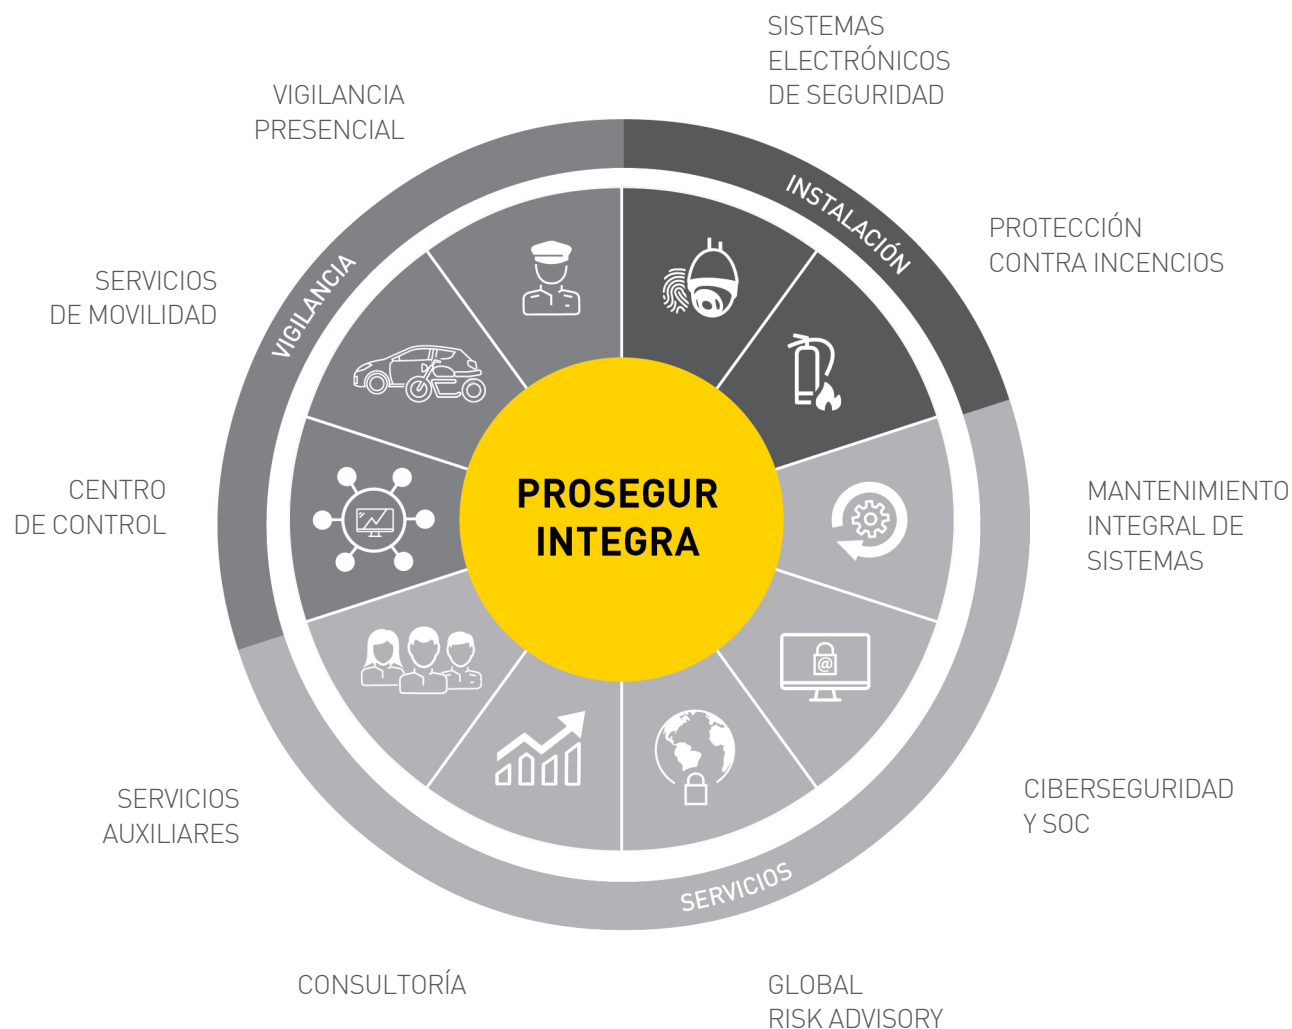 SISTEMAS
ELECTRÓNICOS
DE SEGURIDAD
VIGILANCIA
PRESENCIAL
INSTALACIÓN
PROTECCIÓN
CONTRA INCENCIOS
SERVICIOS
DE MOVILIDAD
VIGILANCIA
CENTRO
DE CONTROL
PROSEGUR
INTEGRA
MANTENIMIENTO
INTEGRAL DE
SISTEMAS
@
SERVICIOS
AUXILIARES
CIBERSEGURIDAD
Y SOC
SERVICIOS
CONSULTORÍA
GLOBAL
RISK ADVISORY